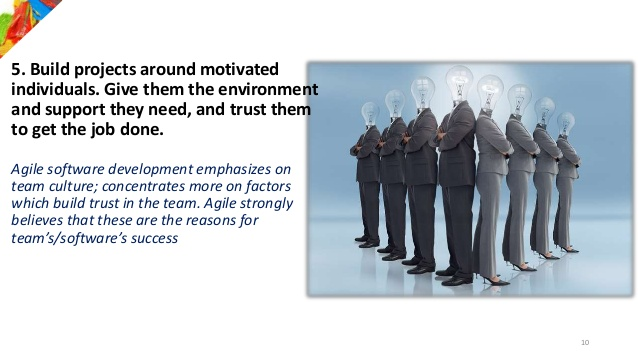 5. Build projects around motivated
individuals. Give them the environment
and support they need, and trust them
to get the job done.
Agile software development emphasizes on
team culture; concentrates more on factors
which build trust in the team. Agile strongly
believes that these are the reasons for
team's/software's success
10